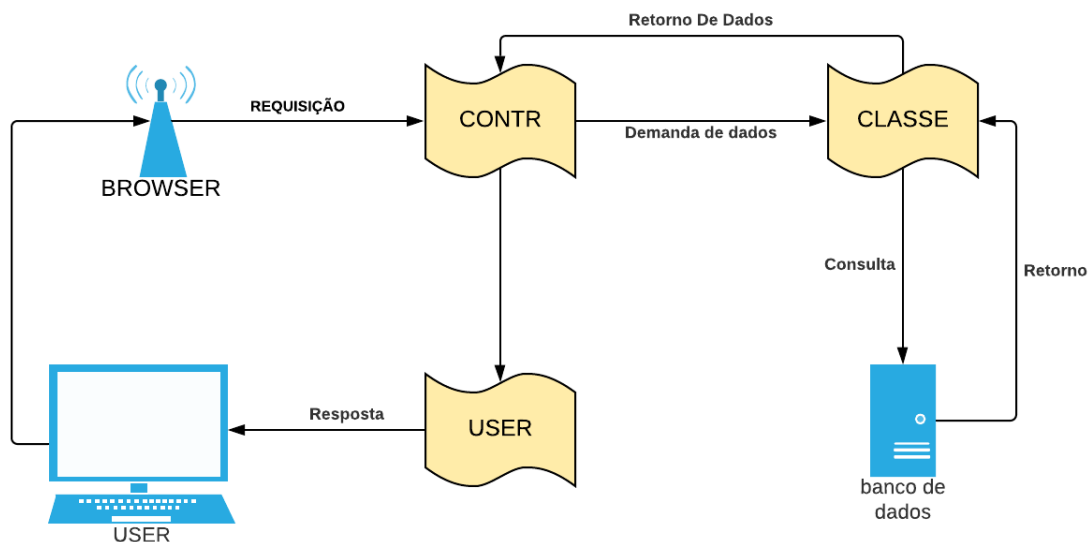 Retorno De Dados
REQUISIÇÃO
CONTR
Demanda de dados
CLASSE
BROWSER
Consulta
Retorno
Resposta
USER
banco de
dados
USER